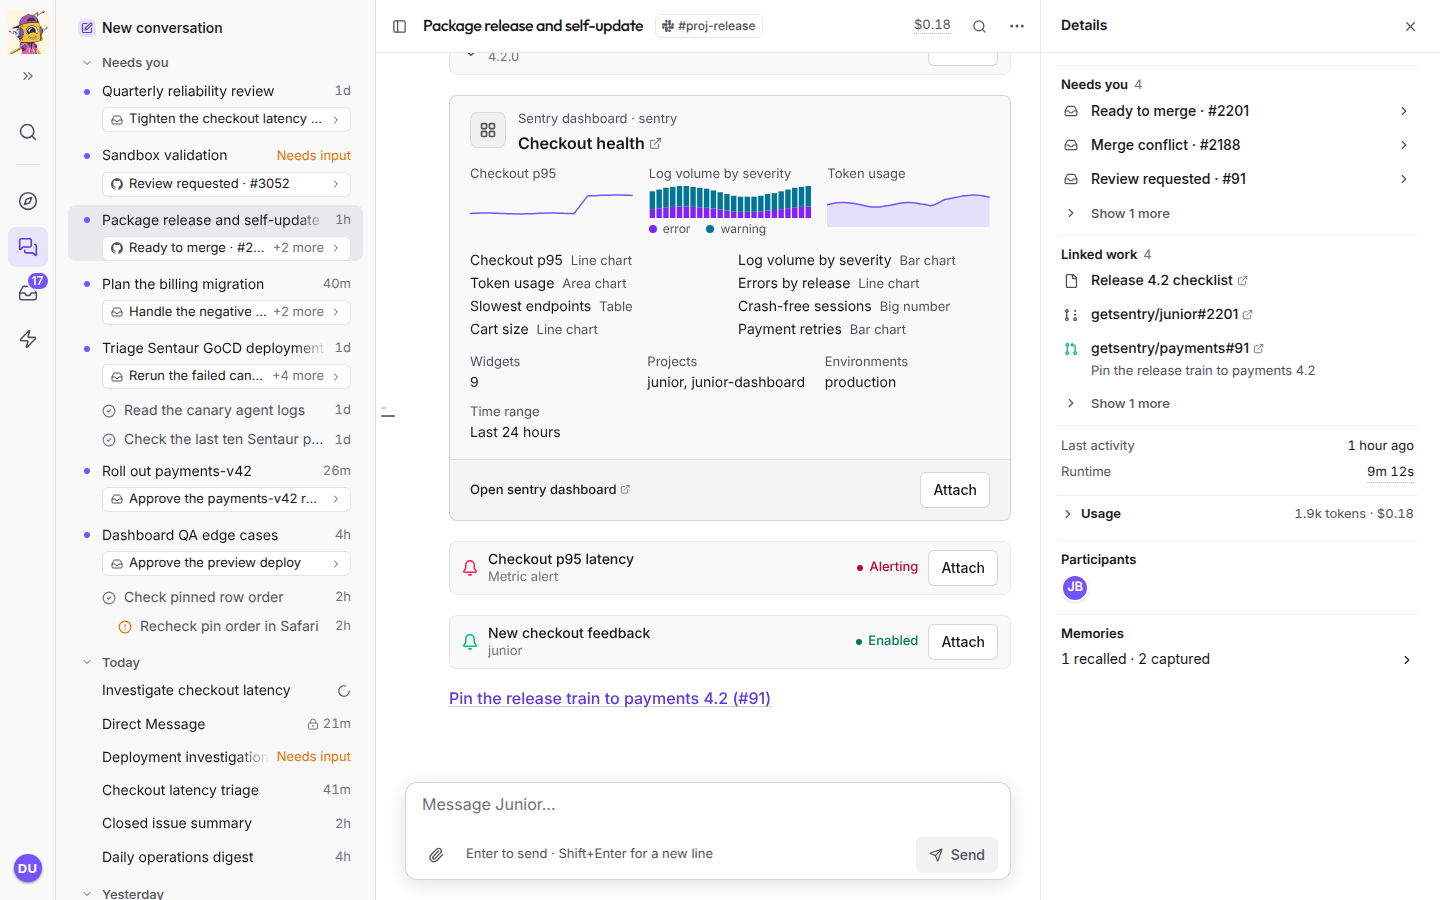 New conversation
Needs you
Quarterly reliability review 1d
Tighten the checkout latency ...
Sandbox validation Needs input
Review requested · #3052
Package release and self-update 1h
Ready to merge · #2... +2 more
Plan the billing migration 40m
Handle the negative ... +2 more
Triage Sentaur GoCD deployment 1d
Rerun the failed can... +4 more
Read the canary agent logs 1d
Check the last ten Sentaur p... 1d
Roll out payments-v42 26m
Approve the payments-v42 r...
Dashboard QA edge cases 4h
Approve the preview deploy
Check pinned row order 2h
Recheck pin order in Safari 2h
Today
Investigate checkout latency
Direct Message 21m
Deployment investigation Needs input
Checkout latency triage 41m
Closed issue summary 2h
Daily operations digest 4h
Yesterday
17
DU
Package release and self-update #proj-release $0.18
4.2.0
Sentry dashboard · sentry
Checkout health
Checkout p95 Log volume by severity Token usage
error warning
Checkout p95 Line chart Log volume by severity Bar chart
Token usage Area chart Errors by release Line chart
Slowest endpoints Table Crash-free sessions Big number
Cart size Line chart Payment retries Bar chart
Widgets Projects Environments
9 junior, junior-dashboard production
Time range
Last 24 hours
Open sentry dashboard Attach
Checkout p95 latency
Metric alert
Alerting Attach
New checkout feedback
junior
Enabled Attach
Pin the release train to payments 4.2 (#91)
Message Junior...
Enter to send · Shift+Enter for a new line Send
Details
Needs you 4
Ready to merge · #2201
Merge conflict · #2188
Review requested · #91
Show 1 more
Linked work 4
Release 4.2 checklist
getsentry/junior#2201
getsentry/payments#91
Pin the release train to payments 4.2
Show 1 more
Last activity 1 hour ago
Runtime 9m 12s
Usage 1.9k tokens · $0.18
Participants
JB
Memories
1 recalled · 2 captured